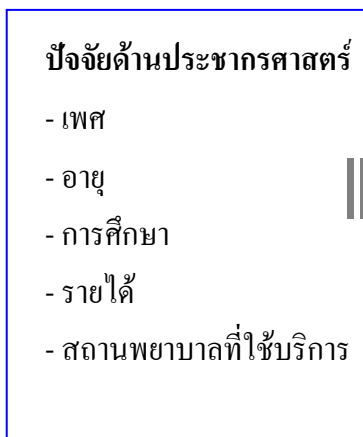 ปัจจัยด้านประชากรศาสตร์
- เพศ
- อายุ
- การศึกษา
- รายได้
- สถานพยาบาลที่ใช้บริการ